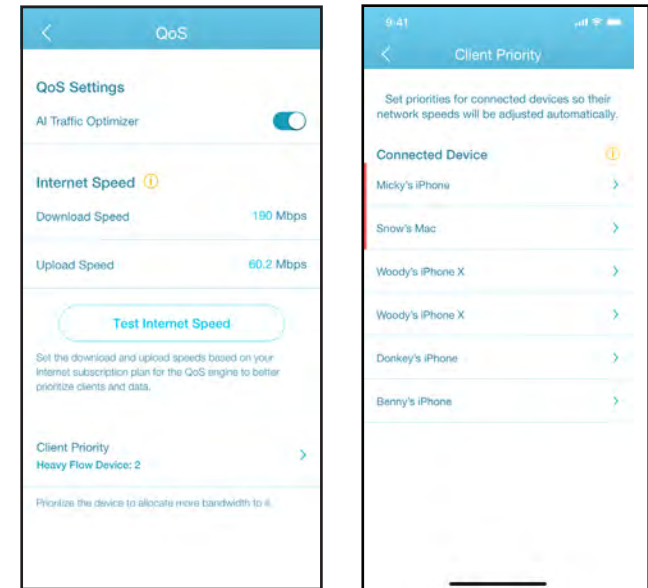 QoS
QoS Settings
AI Traffic Optimizer
Internet Speed
Download Speed 190 Mbps
Upload Speed 60.2 Mbps
Test Internet Speed
Set the download and upload speeds based on your
Internet subscription plan for the QoS engine to better
prioritize clients and data.
Client Priority
Heavy Flow Device: 2
Prioritize the device to allocate more bandwidth to it.
9:41
Client Priority
Set priorities for connected devices so their
network speeds will be adjusted automatically.
Connected Device
Micky's iPhone
Snow's Mac
Woody's iPhone X
Woody's iPhone X
Donkey's iPhone
Benny's iPhone